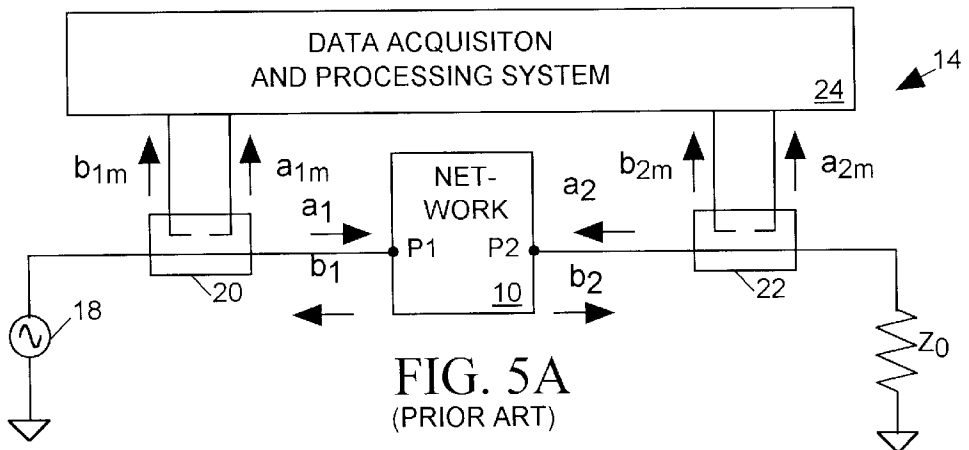 DATA ACQUISITON
AND PROCESSING SYSTEM
24
14
b1m
a1m
b2m
a2m
NET-
WORK
a1
a2
P1
P2
b1
b2
20
10
22
18
Z0
FIG. 5A
(PRIOR ART)